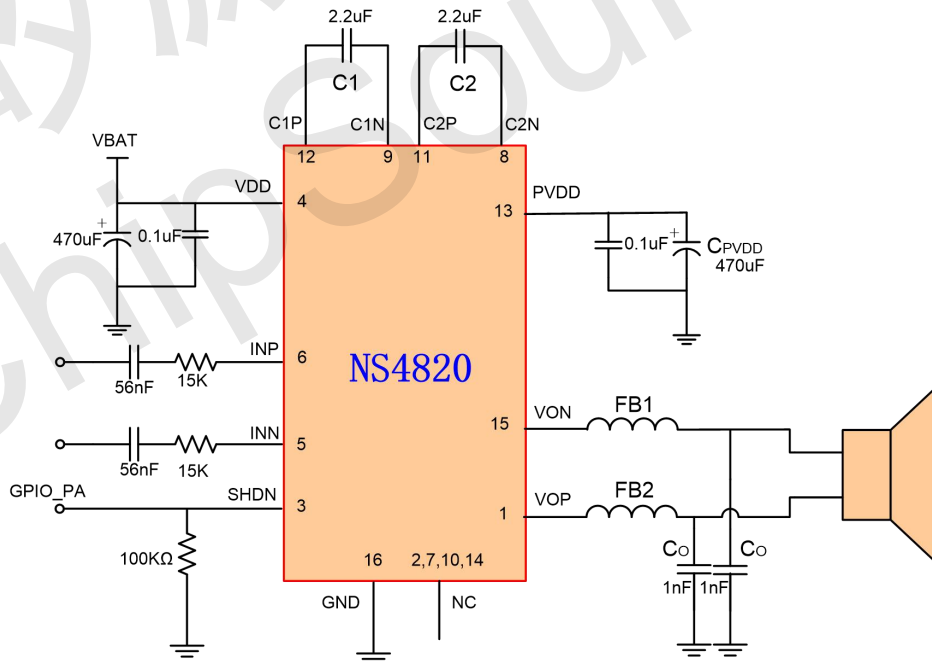 2.2uF
2.2uF
C1
C2
C1P
C1N
C2P
C2N
VBAT
12
9
11
8
VDD
4
PVDD
13
+
470uF
0.1uF
0.1uF
+
CPVDD
470uF
INP
6
56nF
15K
NS4820
INN
5
56nF
15K
VON
15
FB1
GPIO_PA
SHDN
3
VOP
1
FB2
100KΩ
16
2,7,10,14
GND
NC
CO
CO
1nF
1nF
ChipSour